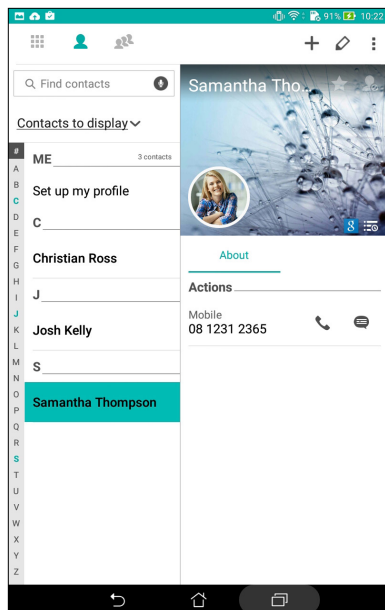 91% 10:22
Find contacts
Samantha Tho...
Contacts to display
#
A
B
C
D
E
F
G
H
I
J
K
L
M
N
O
P
Q
R
S
T
U
V
W
X
Y
Z
ME 3 contacts
Set up my profile
C
Christian Ross
J
Josh Kelly
S
Samantha Thompson
8
About
Actions
Mobile
08 1231 2365